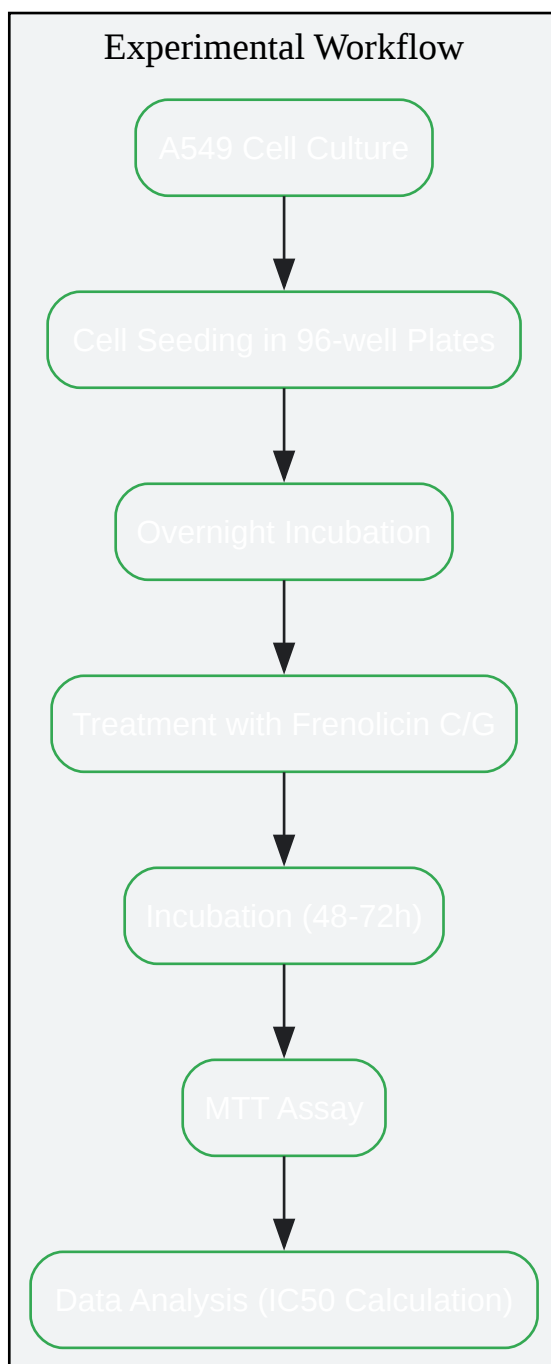 Experimental Workflow
A549 Cell Culture
Cell Seeding in 96-well Plates
Overnight Incubation
Treatment with Frenolicin C/G
Incubation (48-72h)
MTT Assay
Data Analysis (IC50 Calculation)